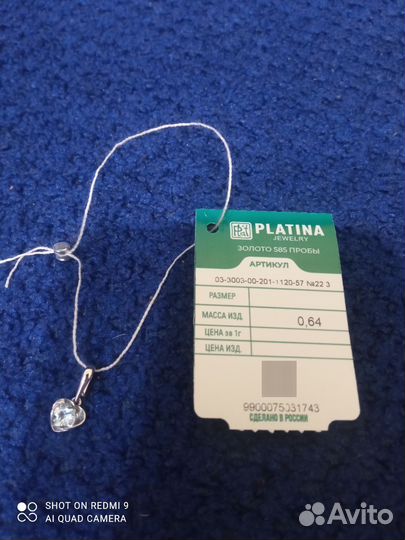 PLATINA
JEWELRY
ЗОЛОТО 585 ПРОБЫ
АРТИКУЛ
03-3003-00-201-1120-57 №22 3
РАЗМЕР
МАССА ИЗД. 0,64
ЦЕНА за 1г
ЦЕНА ИЗД.
9900075031743
СДЕЛАНО В РОССИИ
SHOT ON REDMI 9
AI QUAD CAMERA
Avito